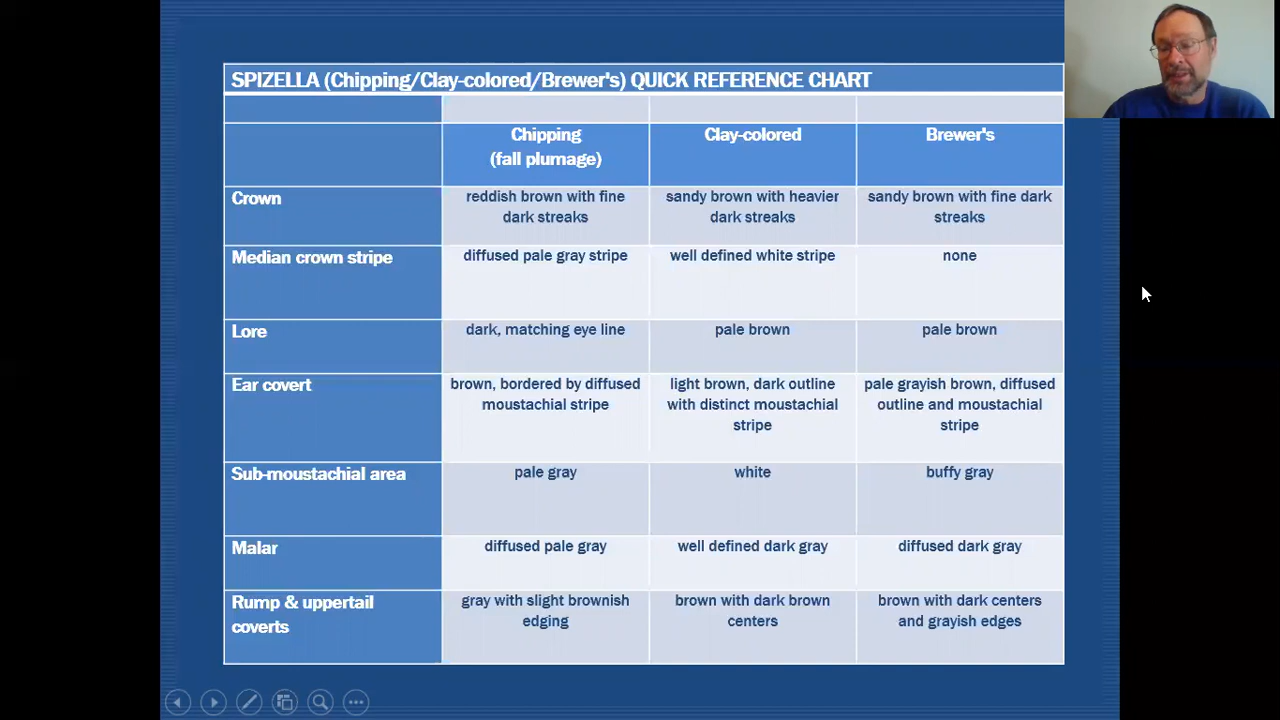 SPIZELLA (Chipping/Clay-colored/Brewer's) QUICK REFERENCE CHART
Chipping
(fall plumage)
Clay-colored
Brewer's
Crown
reddish brown with fine
dark streaks
sandy brown with heavier
dark streaks
sandy brown with fine dark
streaks
Median crown stripe
diffused pale gray stripe
well defined white stripe
none
Lore
dark, matching eye line
pale brown
pale brown
Ear covert
brown, bordered by diffused
moustachial stripe
light brown, dark outline
with distinct moustachial
stripe
pale grayish brown, diffused
outline and moustachial
stripe
Sub-moustachial area
pale gray
white
buffy gray
Malar
diffused pale gray
well defined dark gray
diffused dark gray
Rump & uppertail
coverts
gray with slight brownish
edging
brown with dark brown
centers
brown with dark centers
and grayish edges